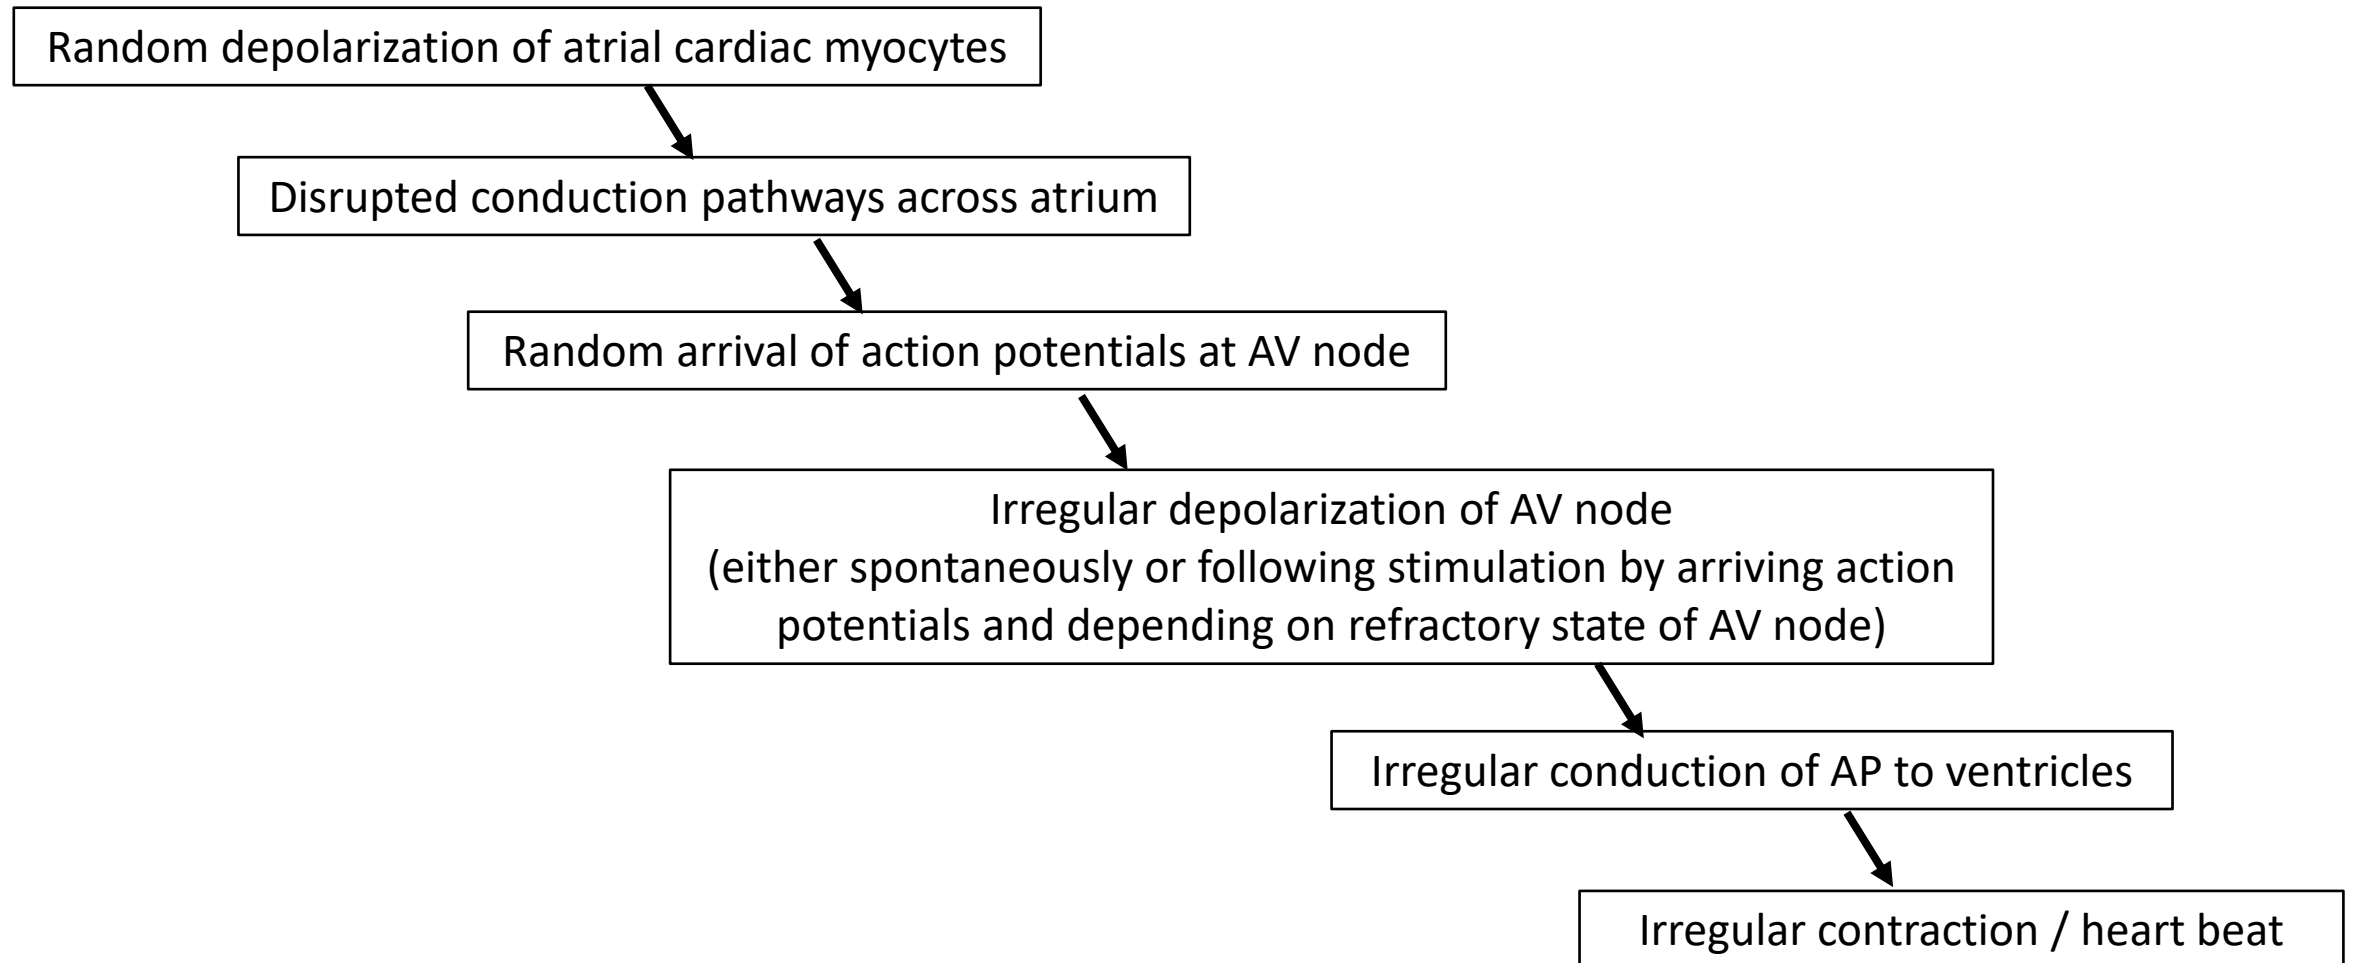 Random depolarization of atrial cardiac myocytes
Disrupted conduction pathways across atrium
Random arrival of action potentials at AV node
Irregular depolarization of AV node
(either spontaneously or following stimulation by arriving action
potentials and depending on refractory state of AV node)
Irregular conduction of AP to ventricles
Irregular contraction / heart beat